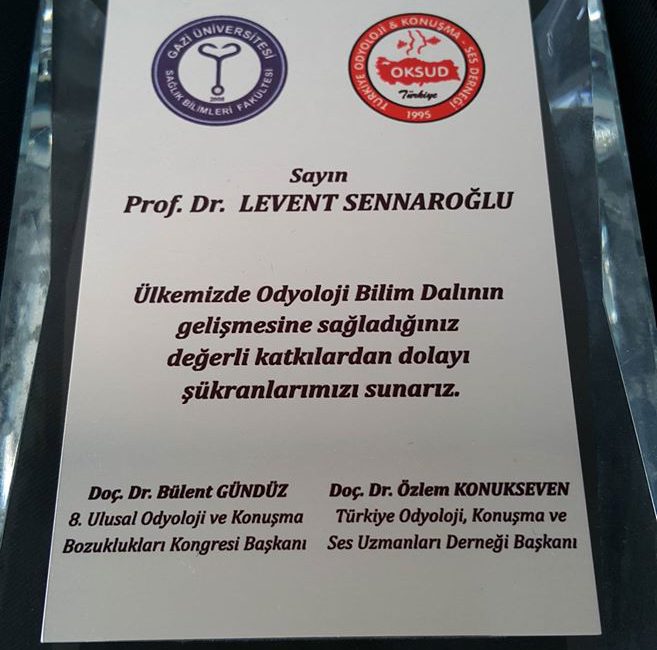 GAZİ ÜNİVERSİTESİ
SAĞLIK BİLİMLERİ FAKÜLTESİ
TÜRKİYE ODYOLOJİ & KONUŞMA - SES DERNEĞİ
OKSUD
Türkiye
1995
Sayın
Prof. Dr. LEVENT SENNAROĞLU
Ülkemizde Odyoloji Bilim Dalının
gelişmesine sağladığınız
değerli katkılardan dolayı
şükranlarımızı sunarız.
Doç. Dr. Bülent GÜNDÜZ
8. Ulusal Odyoloji ve Konuşma
Bozuklukları Kongresi Başkanı
Doç. Dr. Özlem KONUKSEVEN
Türkiye Odyoloji, Konuşma ve
Ses Uzmanları Derneği Başkanı